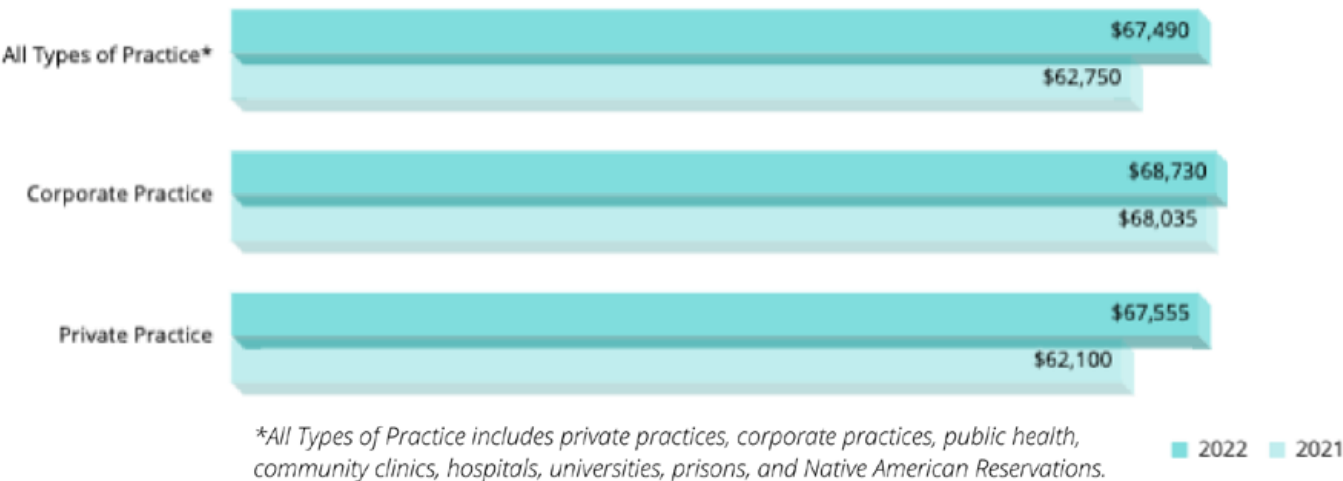 All Types of Practice*
$67,490
$62,750
Corporate Practice
$68,730
$68,035
Private Practice
$67,555
$62,100
*All Types of Practice includes private practices, corporate practices, public health,
community clinics, hospitals, universities, prisons, and Native American Reservations.
2022 2021